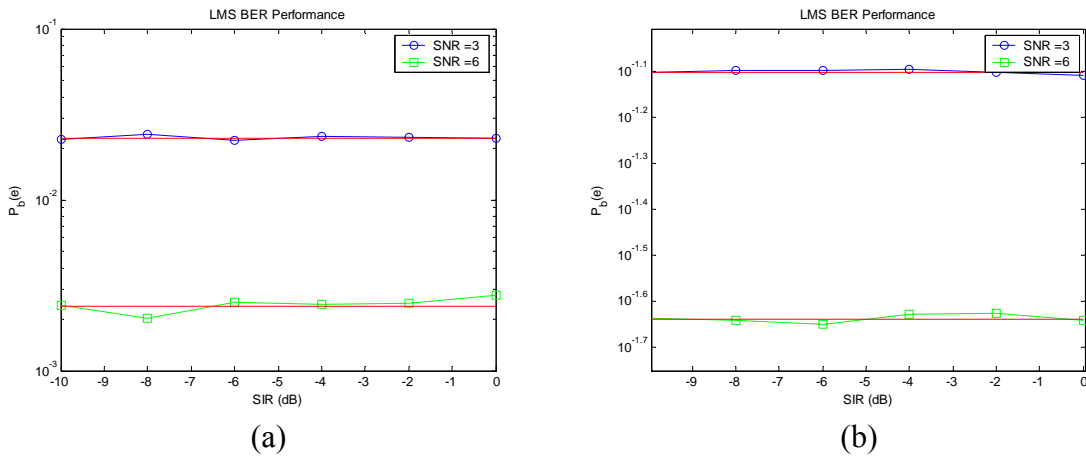 LMS BER Performance
10^-1
SNR =3
SNR =6
P_b(e)
10^-2
10^-3
-10 -9 -8 -7 -6 -5 -4 -3 -2 -1 0
SIR (dB)
(a)
LMS BER Performance
SNR =3
SNR =6
10^-1.1
10^-1.2
10^-1.3
P_b(e)
10^-1.4
10^-1.5
10^-1.6
10^-1.7
-9 -8 -7 -6 -5 -4 -3 -2 -1 0
SIR (dB)
(b)